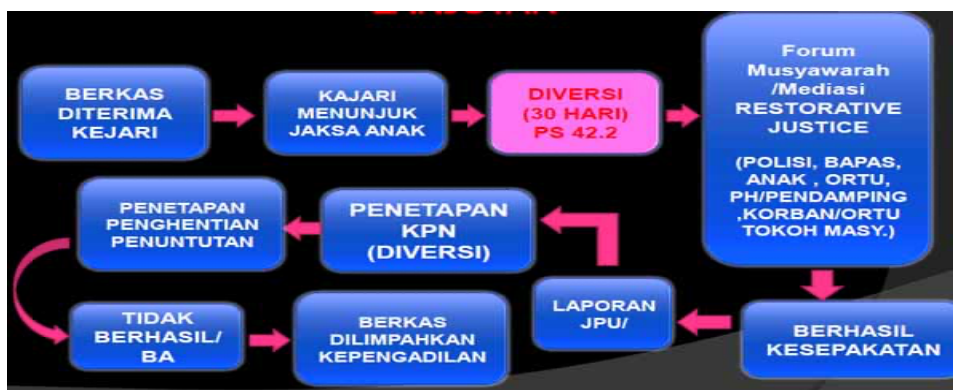 BERKAS
DITERIMA
KEJARI
KAJARI
MENUNJUK
JAKSA ANAK
DIVERSI
(30 HARI)
PS 42.2
Forum
Musyawarah
/Mediasi
RESTORATIVE
JUSTICE
(POLISI, BAPAS,
ANAK , ORTU,
PH/PENDAMPING
,KORBAN/ORTU
TOKOH MASY.)
PENETAPAN
PENGHENTIAN
PENUNTUTAN
PENETAPAN
KPN
(DIVERSI)
LAPORAN
JPU/
BERHASIL
KESEPAKATAN
TIDAK
BERHASIL/
BA
BERKAS
DILIMPAHKAN
KEPENGADILAN